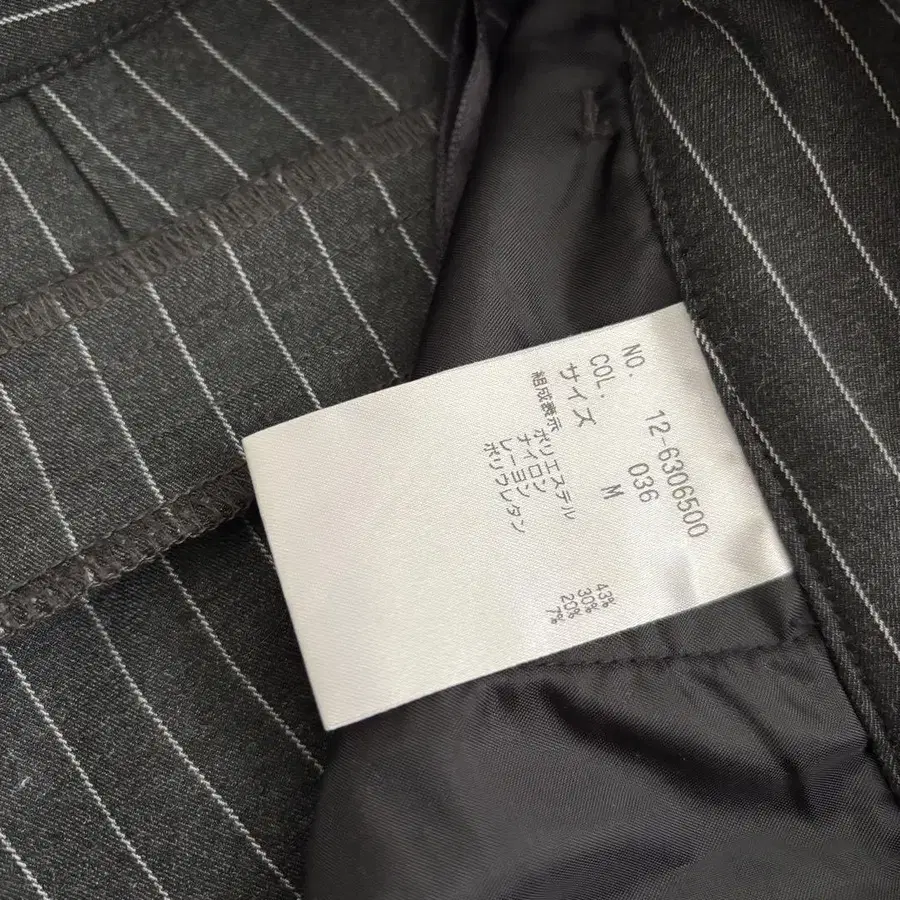 NO. 12-6306500
COL. 036
サイズ M
組成表示 ポリエステル 43%
ナイロン 30%
レーヨン 20%
ポリウレタン 7%